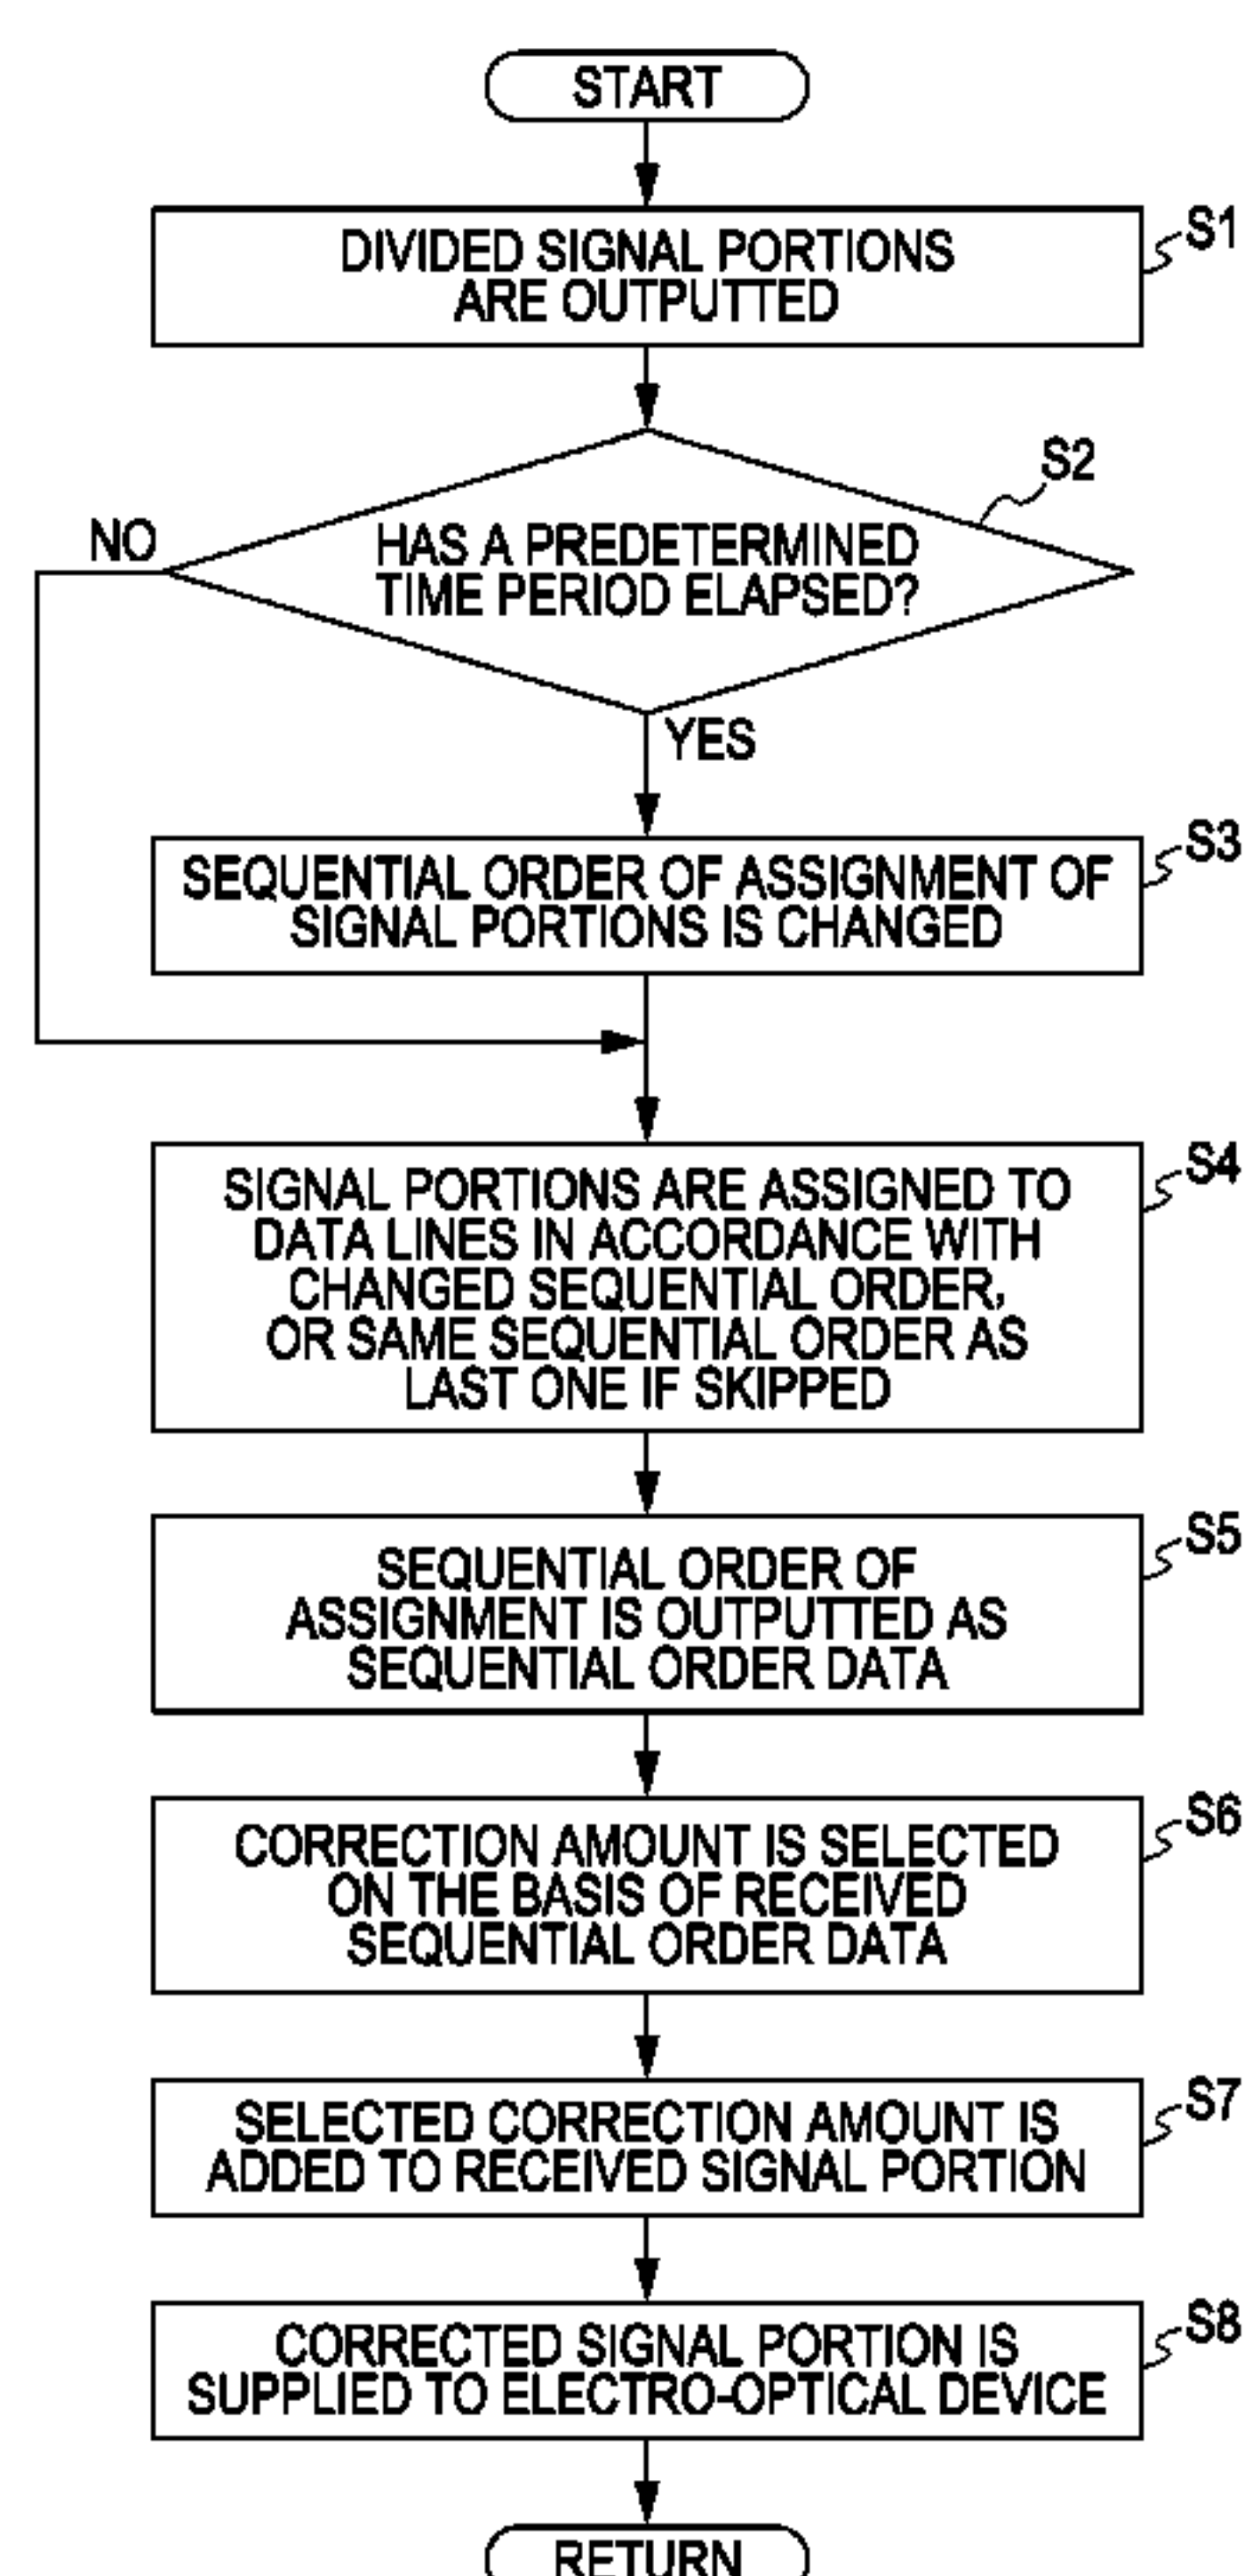 START
DIVIDED SIGNAL PORTIONS
ARE OUTPUTTED
S1
S2
NO
HAS A PREDETERMINED
TIME PERIOD ELAPSED?
YES
S3
SEQUENTIAL ORDER OF ASSIGNMENT OF
SIGNAL PORTIONS IS CHANGED
S4
SIGNAL PORTIONS ARE ASSIGNED TO
DATA LINES IN ACCORDANCE WITH
CHANGED SEQUENTIAL ORDER,
OR SAME SEQUENTIAL ORDER AS
LAST ONE IF SKIPPED
S5
SEQUENTIAL ORDER OF
ASSIGNMENT IS OUTPUTTED AS
SEQUENTIAL ORDER DATA
S6
CORRECTION AMOUNT IS SELECTED
ON THE BASIS OF RECEIVED
SEQUENTIAL ORDER DATA
S7
SELECTED CORRECTION AMOUNT IS
ADDED TO RECEIVED SIGNAL PORTION
S8
CORRECTED SIGNAL PORTION IS
SUPPLIED TO ELECTRO-OPTICAL DEVICE
RETURN